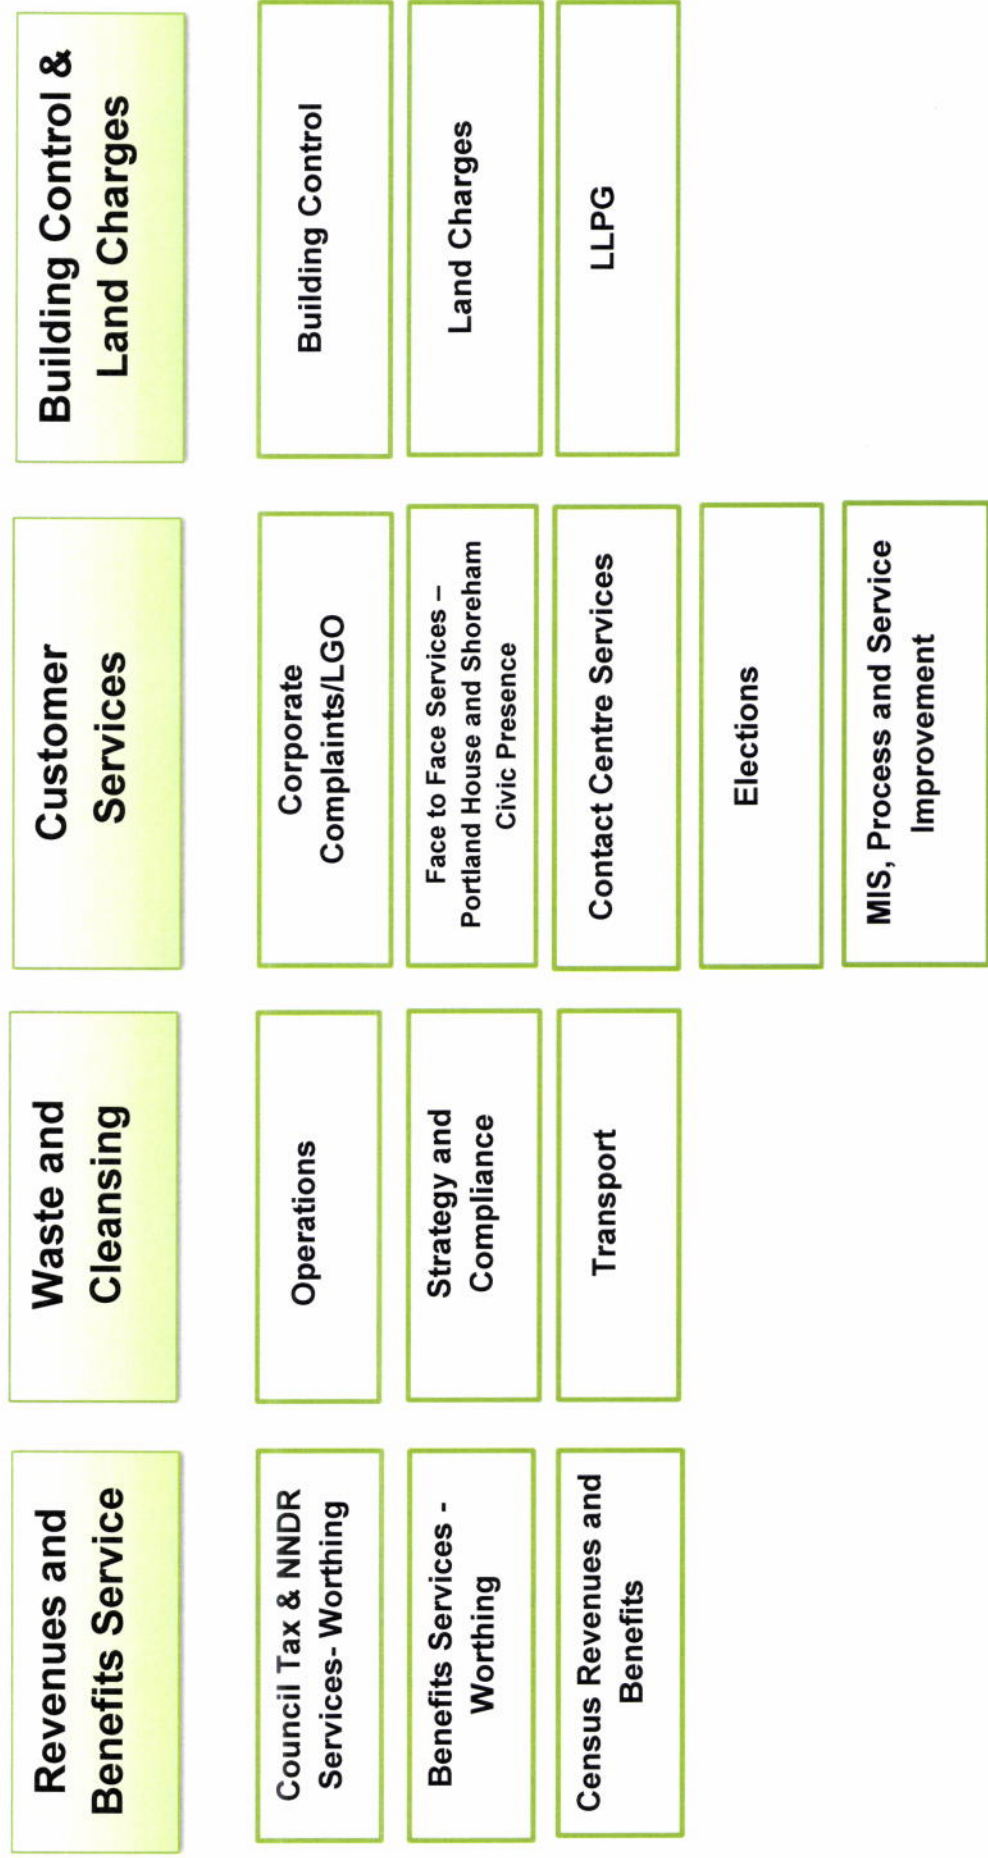 Revenues and
Benefits Service
Council Tax & NNDR
Services- Worthing
Benefits Services -
Worthing
Census Revenues and
Benefits
Waste and
Cleansing
Operations
Strategy and
Compliance
Transport
Customer
Services
Corporate
Complaints/LGO
Face to Face Services –
Portland House and Shoreham
Civic Presence
Contact Centre Services
Elections
MIS, Process and Service
Improvement
Building Control &
Land Charges
Building Control
Land Charges
LLPG